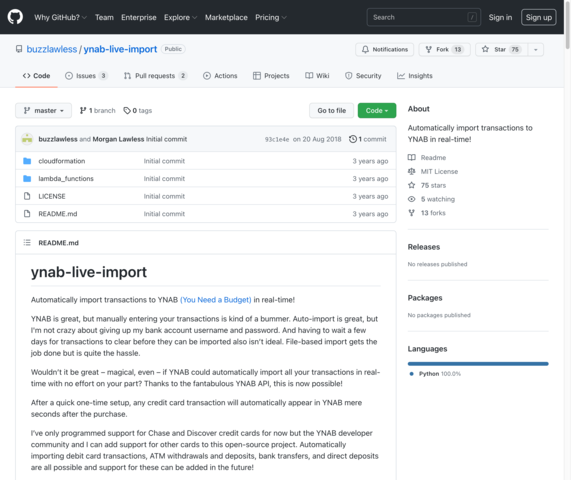 Why GitHub? Team Enterprise Explore Marketplace Pricing Search / Sign in Sign up
buzzlawless / ynab-live-import Public Notifications Fork 13 Star 75
Code Issues 3 Pull requests 2 Actions Projects Wiki Security Insights
master 1 branch 0 tags Go to file Code
buzzlawless and Morgan Lawless Initial commit 93c1e4e on 20 Aug 2018 1 commit
cloudformation Initial commit 3 years ago
lambda_functions Initial commit 3 years ago
LICENSE Initial commit 3 years ago
README.md Initial commit 3 years ago
README.md
ynab-live-import
Automatically import transactions to YNAB (You Need a Budget) in real-time!
YNAB is great, but manually entering your transactions is kind of a bummer. Auto-import is great, but
I'm not crazy about giving up my bank account username and password. And having to wait a few
days for transactions to clear before they can be imported also isn't ideal. File-based import gets the
job done but is quite the hassle.
Wouldn't it be great – magical, even – if YNAB could automatically import all your transactions in real-
time with no effort on your part? Thanks to the fantabulous YNAB API, this is now possible!
After a quick one-time setup, any credit card transaction will automatically appear in YNAB mere
seconds after the purchase.
I've only programmed support for Chase and Discover credit cards for now but the YNAB developer
community and I can add support for other cards to this open-source project. Automatically
importing debit card transactions, ATM withdrawals and deposits, bank transfers, and direct deposits
are all possible and support for these can be added in the future!
About
Automatically import transactions to
YNAB in real-time!
Readme
MIT License
75 stars
5 watching
13 forks
Releases
No releases published
Packages
No packages published
Languages
Python 100.0%